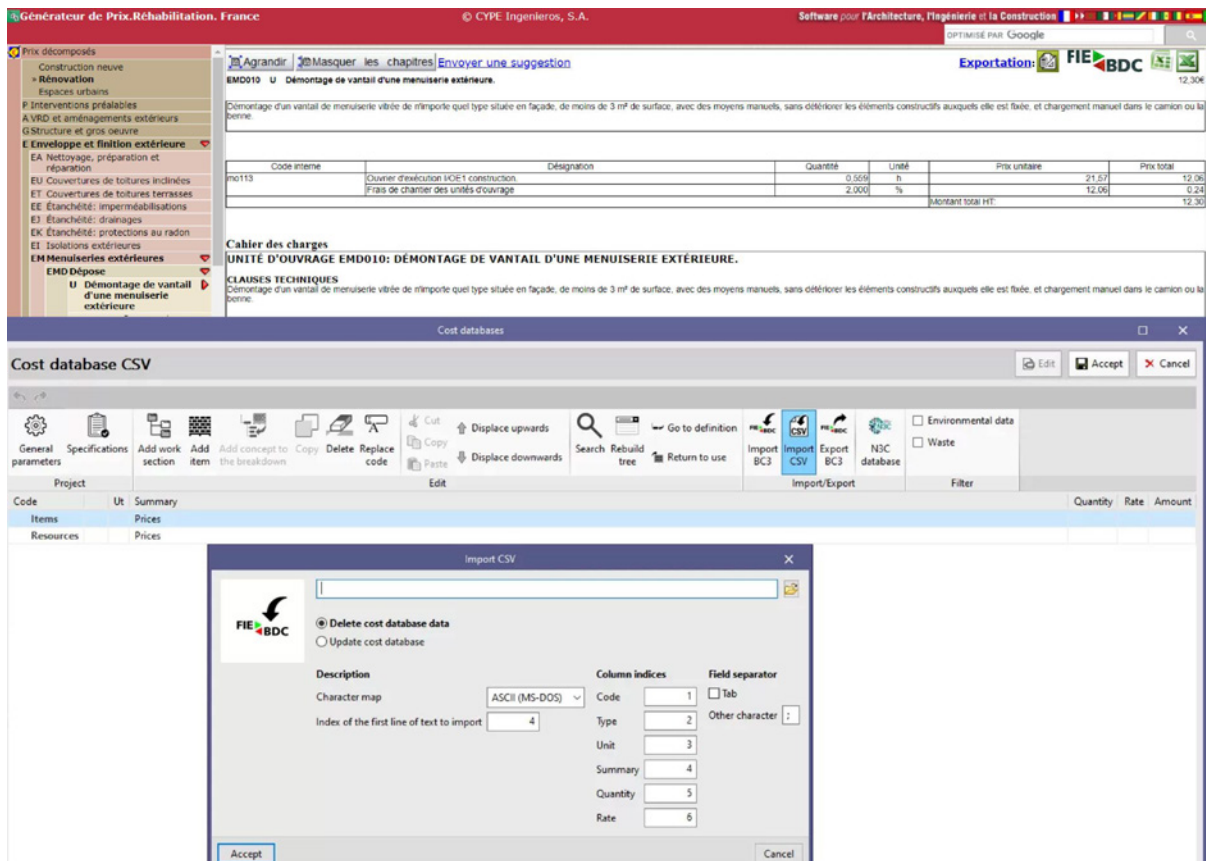 Générateur de Prix.Réhabilitation. France
© CYPE Ingenieros, S.A.
Software pour l'Architecture, l'Ingénierie et la Construction
OPTIMISÉ PAR Google
Prix décomposés
Construction neuve
» Rénovation
Espaces urbains
P Interventions préalables
A VRD et aménagements extérieurs
G Structure et gros oeuvre
E Enveloppe et finition extérieure
EA Nettoyage, préparation et
réparation
EU Couvertures de toitures inclinées
ET Couvertures de toitures terrasses
EE Étanchéité: imperméabilisations
EJ Étanchéité: drainages
EK Étanchéité: protections au radon
EI Isolations extérieures
EM Menuiseries extérieures
EMD Dépose
U Démontage de vantail
d'une menuiserie
extérieure
Agrandir Masquer les chapitres Envoyer une suggestion
Exportation: FIEBDC
12,30€
EMD010 U Démontage de vantail d'une menuiserie extérieure.
Démontage d'un vantail de menuiserie vitrée de n'importe quel type située en façade, de moins de 3 m² de surface, avec des moyens manuels, sans détériorer les éléments constructifs auxquels elle est fixée, et chargement manuel dans le camion ou la
benne.
Code interne Désignation Quantité Unité Prix unitaire Prix total
mo113 Ouvrier d'exécution I/OE1 construction. 0,559 h 21,57 12,06
Frais de chantier des unités d'ouvrage 2,000 % 12,06 0,24
Montant total HT: 12,30
Cahier des charges
UNITÉ D'OUVRAGE EMD010: DÉMONTAGE DE VANTAIL D'UNE MENUISERIE EXTÉRIEURE.
CLAUSES TECHNIQUES
Démontage d'un vantail de menuiserie vitrée de n'importe quel type située en façade, de moins de 3 m² de surface, avec des moyens manuels, sans détériorer les éléments constructifs auxquels elle est fixée, et chargement manuel dans le camion ou la
benne.
Cost databases
Cost database CSV
Edit Accept Cancel
General parameters
Specifications
Add work section
Add item
Add concept to the breakdown
Copy
Delete
Replace code
Cut
Copy
Paste
Displace upwards
Displace downwards
Search
Rebuild tree
Go to definition
Return to use
Import BC3
Import CSV
Export BC3
N3C database
Environmental data
Waste
Project Edit Import/Export Filter
Code Ut Summary Quantity Rate Amount
Items Prices
Resources Prices
Import CSV
FIEBDC
Delete cost database data
Update cost database
Description Column indices Field separator
Character map ASCII (MS-DOS) Code 1 Tab
Index of the first line of text to import 4 Type 2 Other character ;
Unit 3
Summary 4
Quantity 5
Rate 6
Accept Cancel